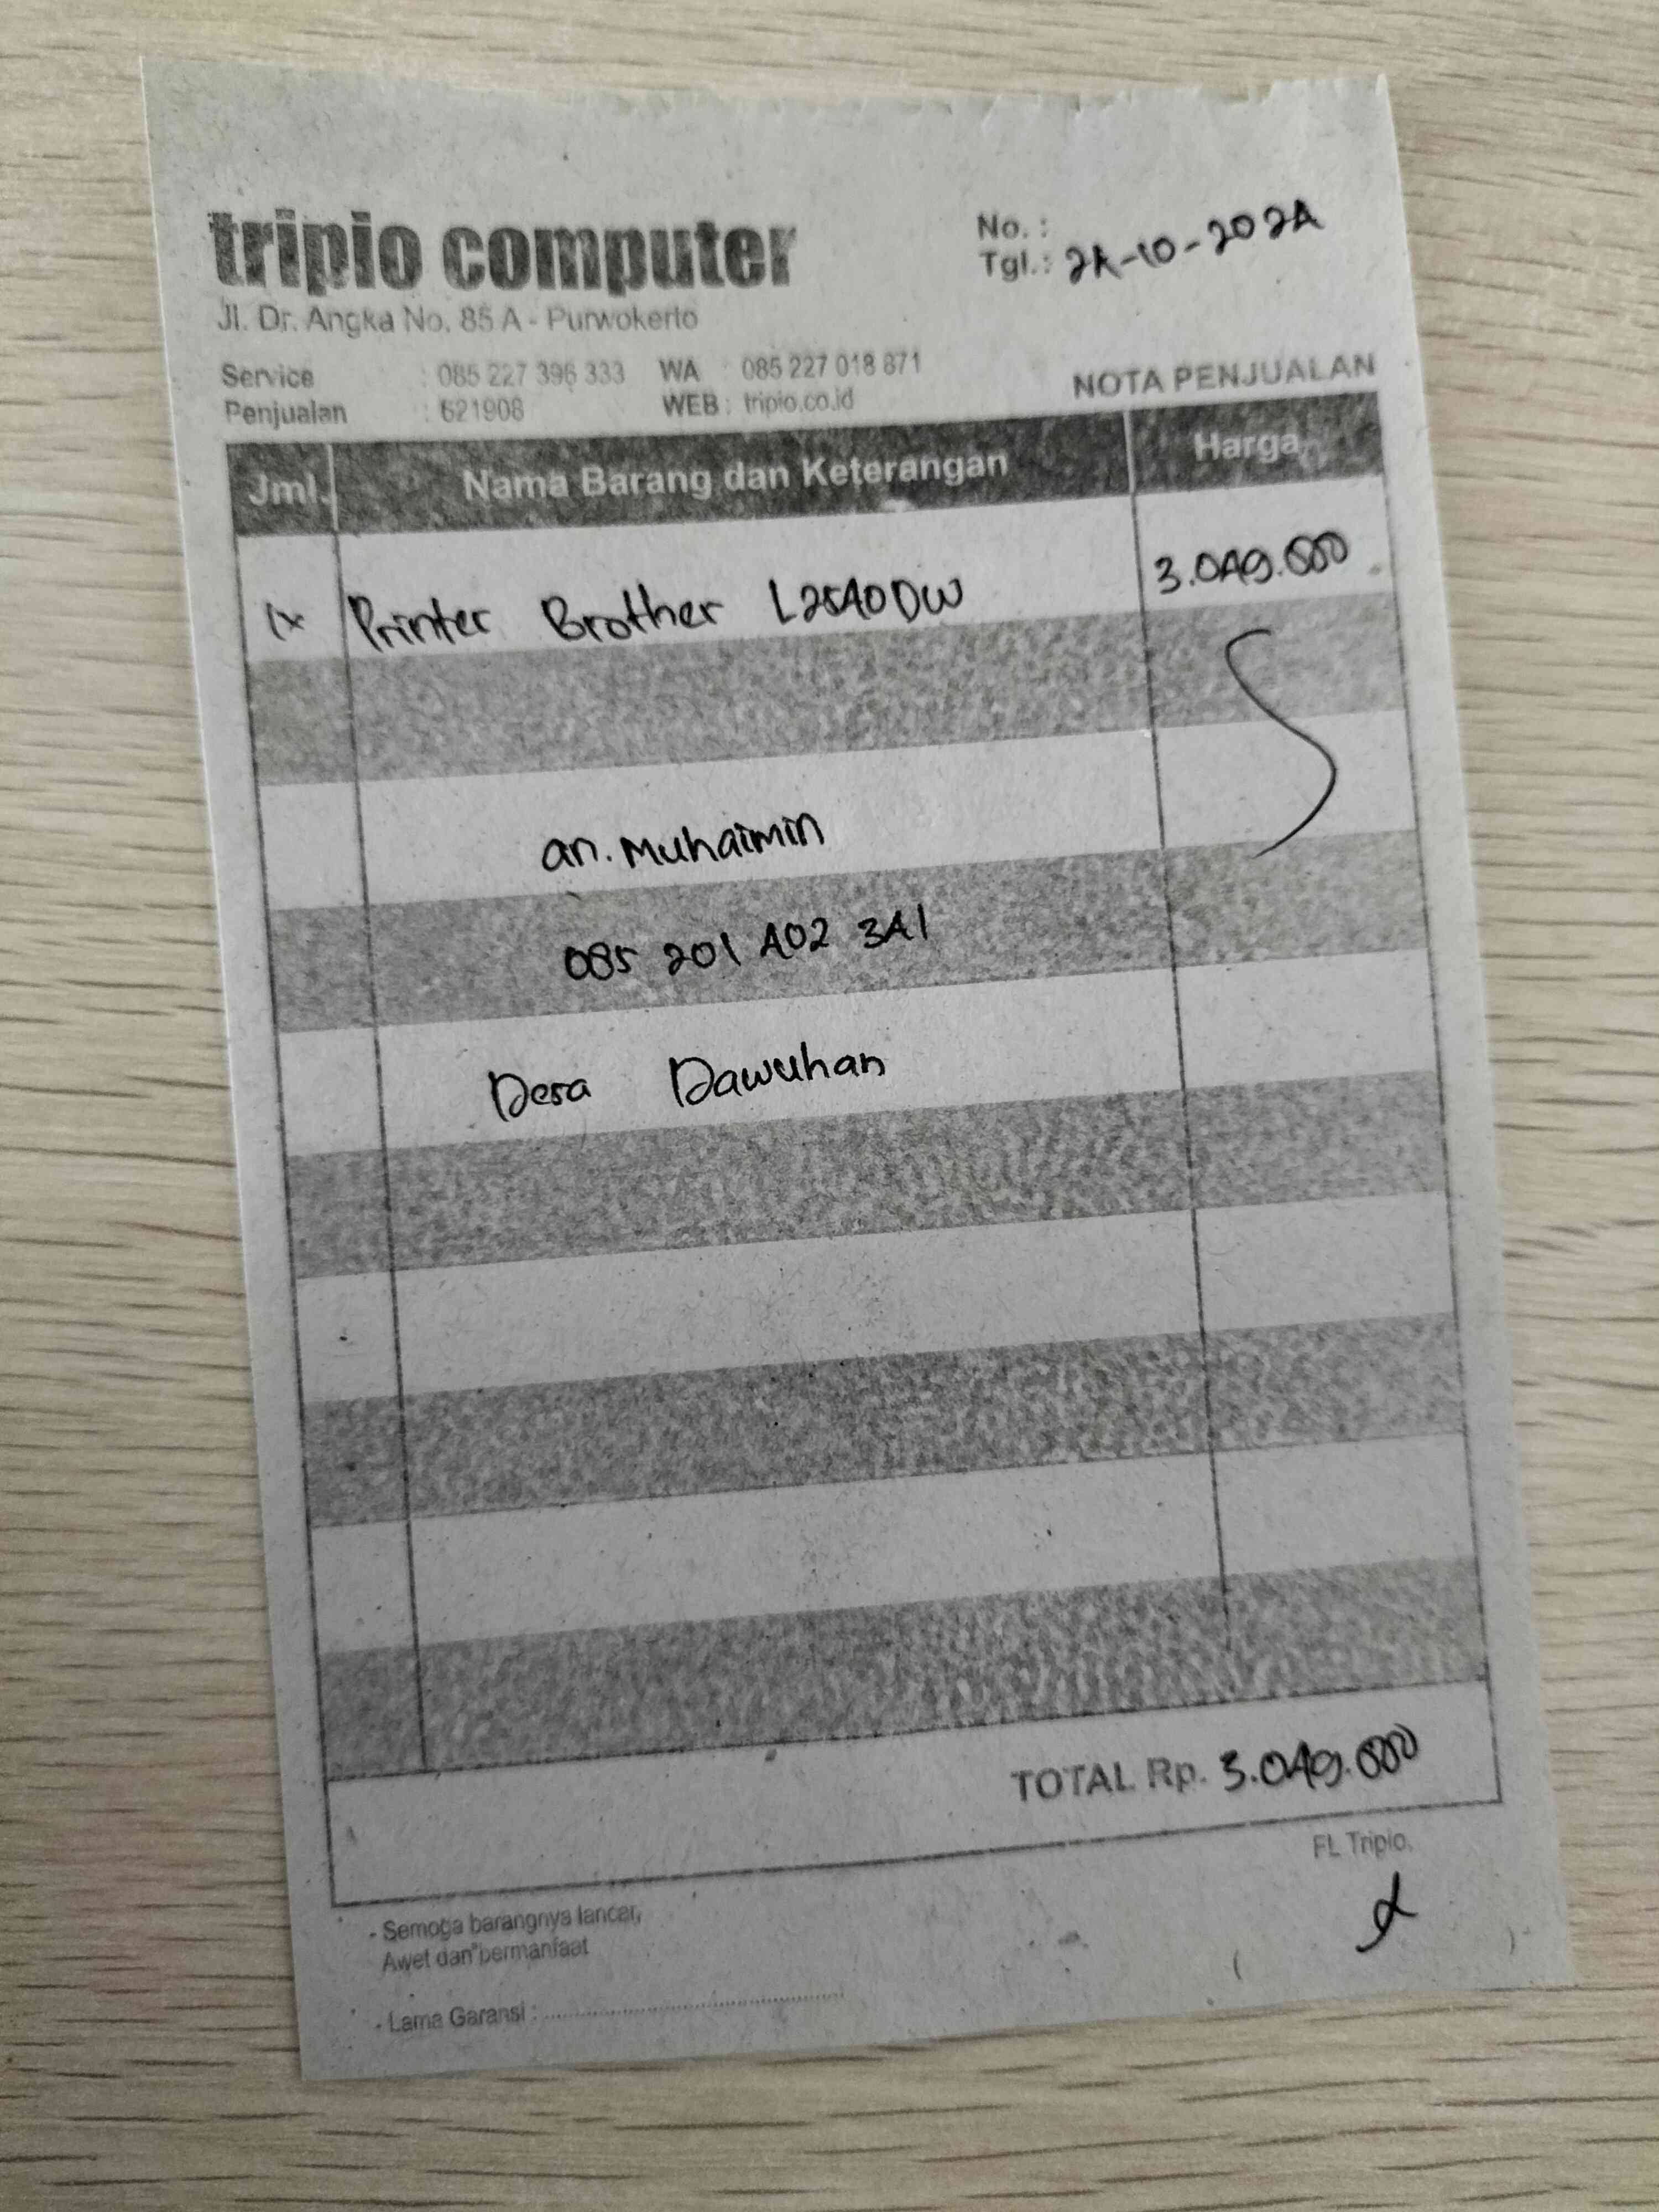 tripio computer
Jl. Dr. Angka No. 85 A - Purwokerto
No. :
Tgl. : 24-10-2024
Service : 085 227 396 333 WA : 085 227 018 871
Penjualan : 621908 WEB : tripio.co.id
NOTA PENJUALAN
Jml. Nama Barang dan Keterangan Harga
1x Printer Brother L2540DW 3.049.000
an. Muhaimin
085 201 402 341
Desa Dawuhan
TOTAL Rp. 3.049.000
FL Tripio,
- Semoga barangnya lancar,
Awet dan bermanfaat
- Lama Garansi : ........................